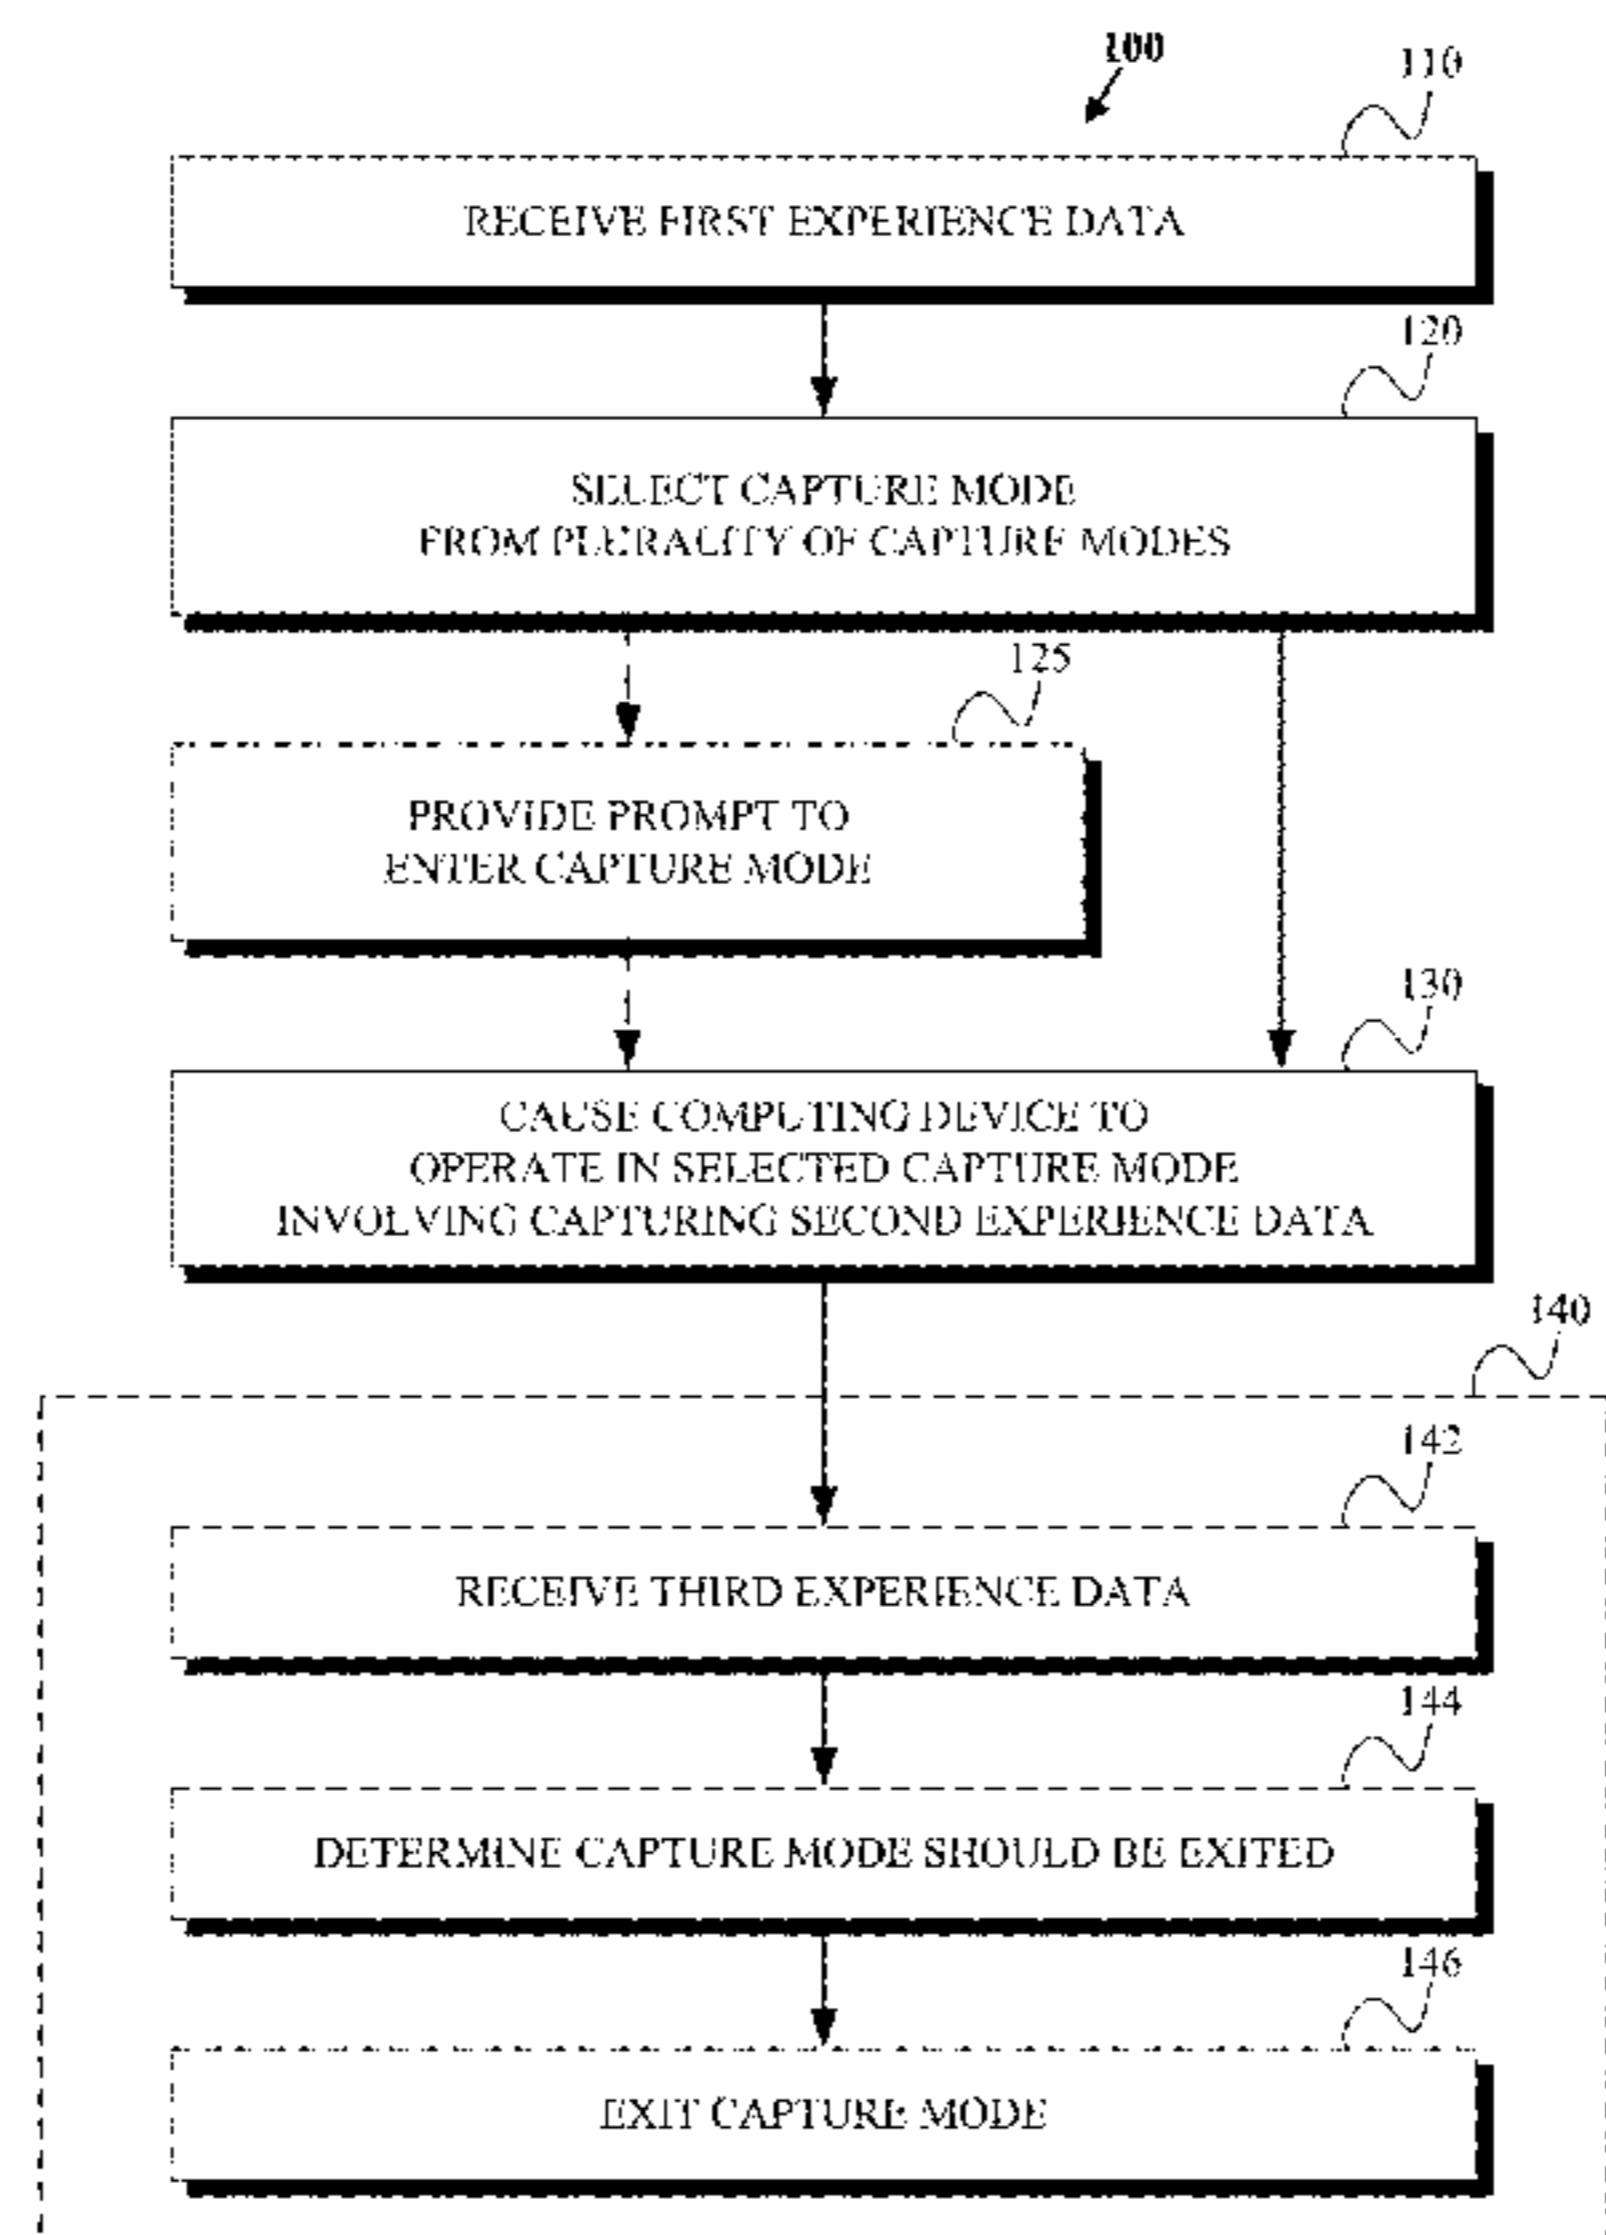 100
110
RECEIVE FIRST EXPERIENCE DATA
120
SELECT CAPTURE MODE
FROM PLURALITY OF CAPTURE MODES
125
PROVIDE PROMPT TO
ENTER CAPTURE MODE
130
CAUSE COMPUTING DEVICE TO
OPERATE IN SELECTED CAPTURE MODE
INVOLVING CAPTURING SECOND EXPERIENCE DATA
140
142
RECEIVE THIRD EXPERIENCE DATA
144
DETERMINE CAPTURE MODE SHOULD BE EXITED
146
EXIT CAPTURE MODE